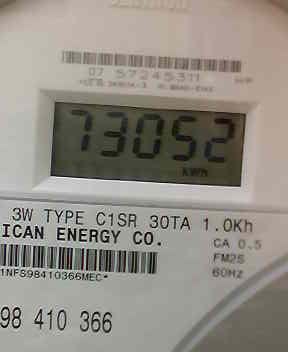 07 57245311
73052
KWH
3W TYPE C1SR 30TA 1.0Kh
ICAN ENERGY CO.
CA 0.5
FM2S
60HZ
1NFS98410366MEC*
98 410 366